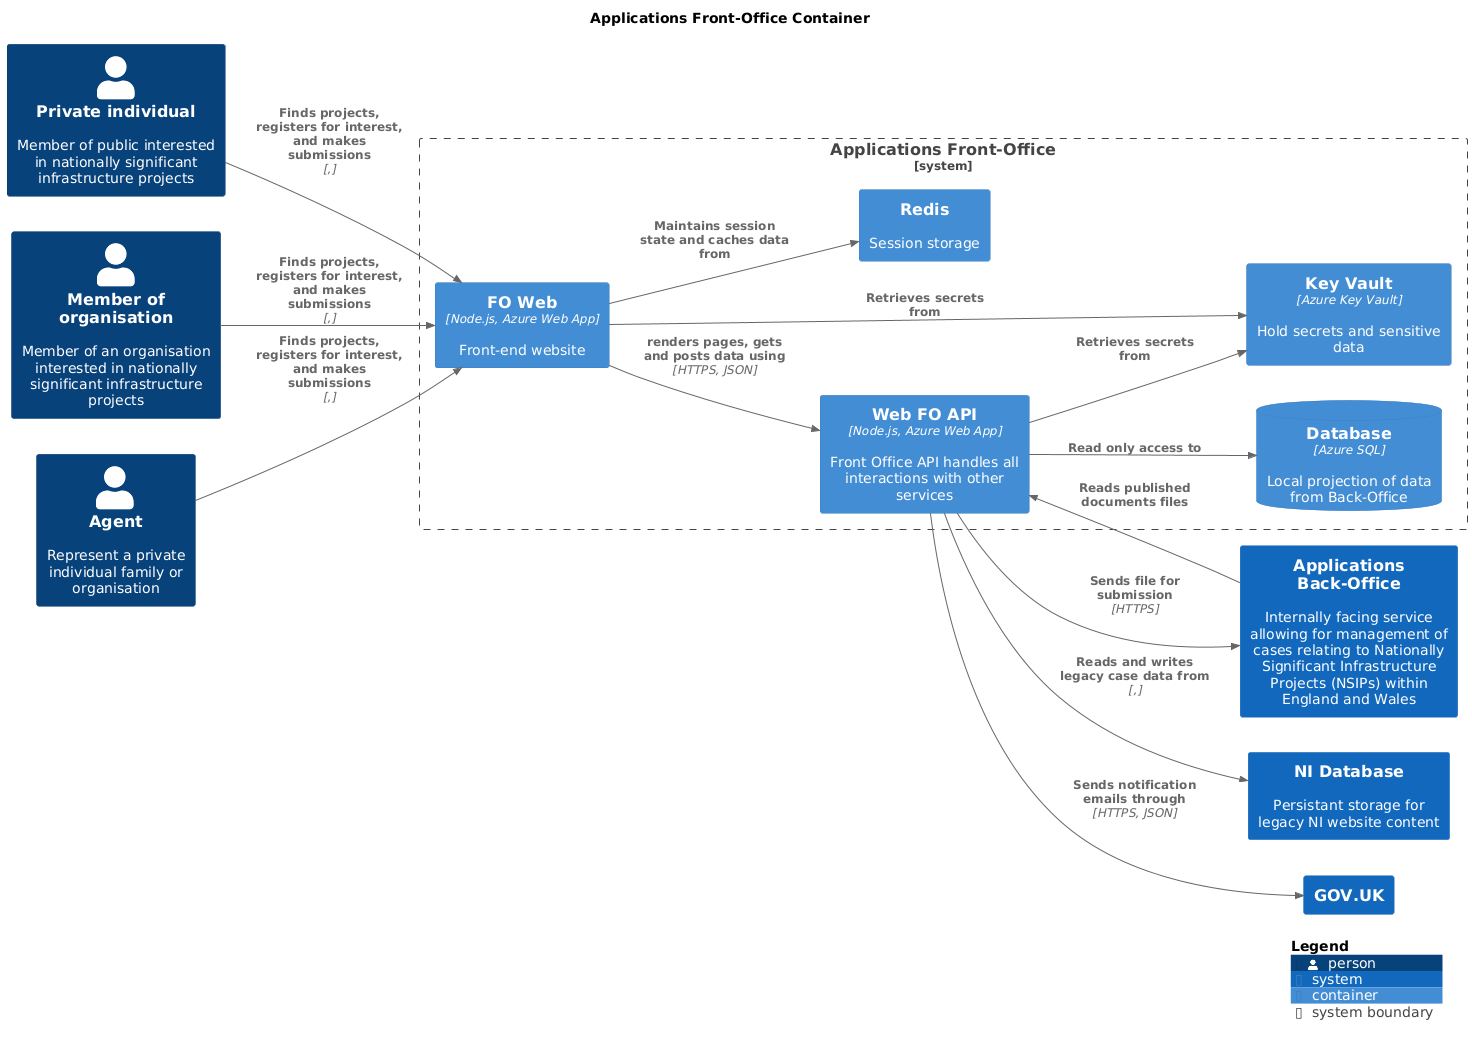 Applications Front-Office Container
Private individual
Member of public interested
in nationally significant
infrastructure projects
Finds projects,
registers for interest,
and makes
submissions
[,]
Member of
organisation
Member of an organisation
interested in nationally
significant infrastructure
projects
Finds projects,
registers for interest,
and makes
submissions
[,]
Agent
Represent a private
individual family or
organisation
Finds projects,
registers for interest,
and makes
submissions
[,]
Applications Front-Office
[system]
FO Web
[Node.js, Azure Web App]
Front-end website
Maintains session
state and caches data
from
Redis
Session storage
Retrieves secrets
from
Key Vault
[Azure Key Vault]
Hold secrets and sensitive
data
renders pages, gets
and posts data using
[HTTPS, JSON]
Web FO API
[Node.js, Azure Web App]
Front Office API handles all
interactions with other
services
Retrieves secrets
from
Read only access to
Database
[Azure SQL]
Local projection of data
from Back-Office
Reads published
documents files
Applications
Back-Office
Internally facing service
allowing for management of
cases relating to Nationally
Significant Infrastructure
Projects (NSIPs) within
England and Wales
Sends file for
submission
[HTTPS]
Reads and writes
legacy case data from
[,]
NI Database
Persistant storage for
legacy NI website content
Sends notification
emails through
[HTTPS, JSON]
GOV.UK
Legend
person
system
container
system boundary